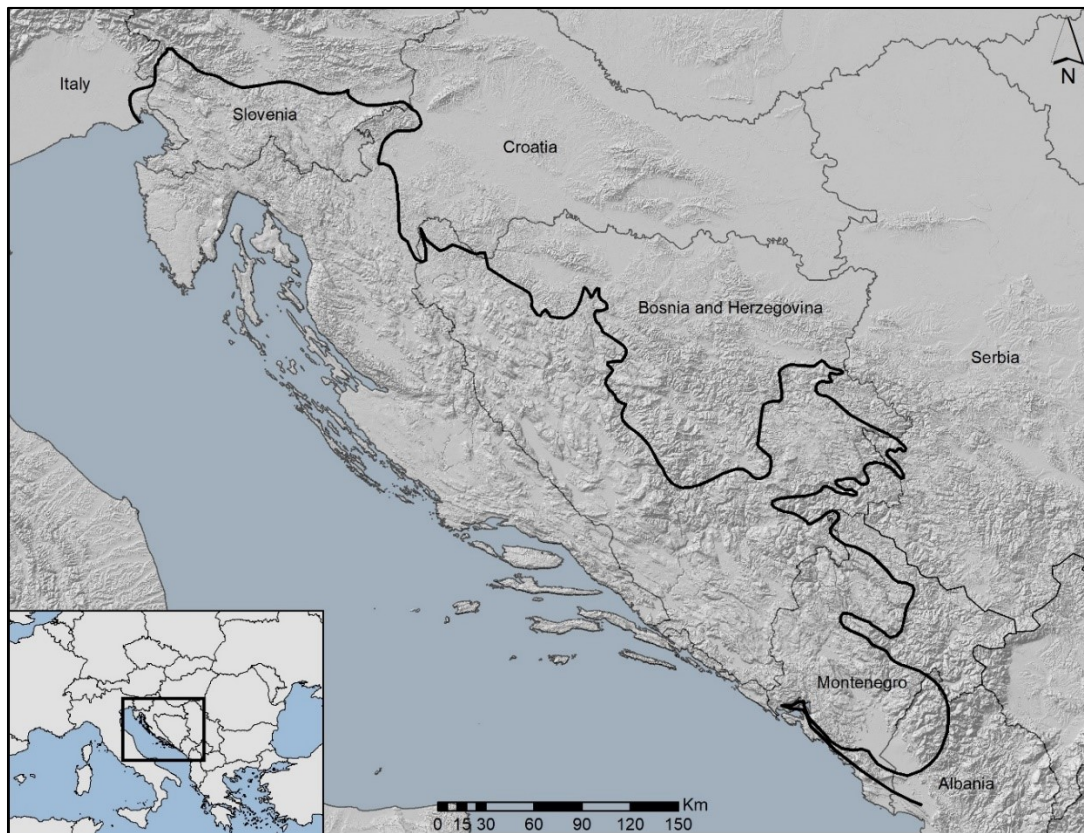 N
Italy
Slovenia
Croatia
Bosnia and Herzegovina
Serbia
Montenegro
Albania
Km
0 15 30 60 90 120 150